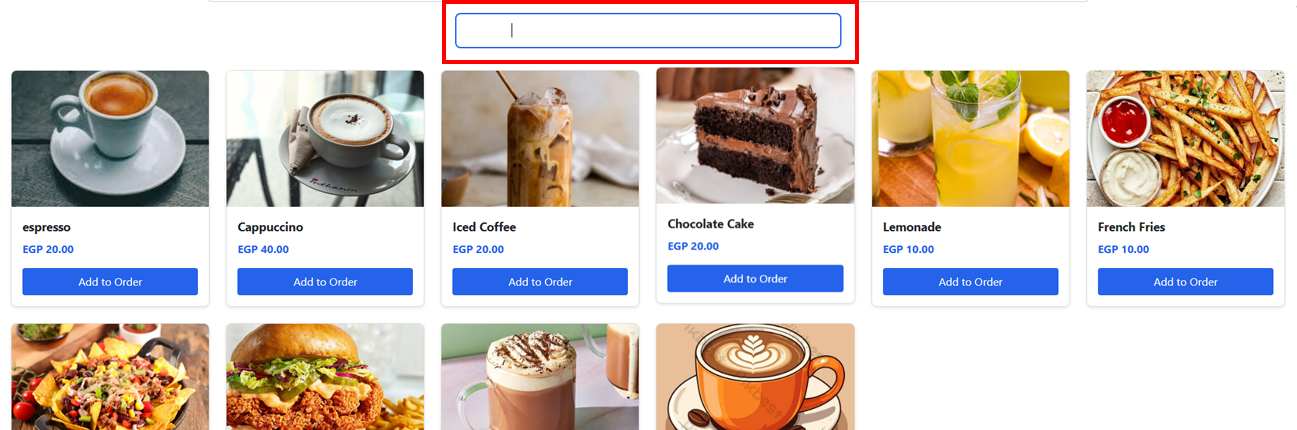 espresso
EGP 20.00
Add to Order
Cappuccino
EGP 40.00
Add to Order
Iced Coffee
EGP 20.00
Add to Order
Chocolate Cake
EGP 20.00
Add to Order
Lemonade
EGP 10.00
Add to Order
French Fries
EGP 10.00
Add to Order